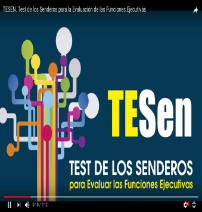 TESEN, Test de los Senderos para la Evaluación de las Funciones Ejecutivas
TESen
TEST DE LOS SENDEROS
para Evaluar las Funciones Ejecutivas